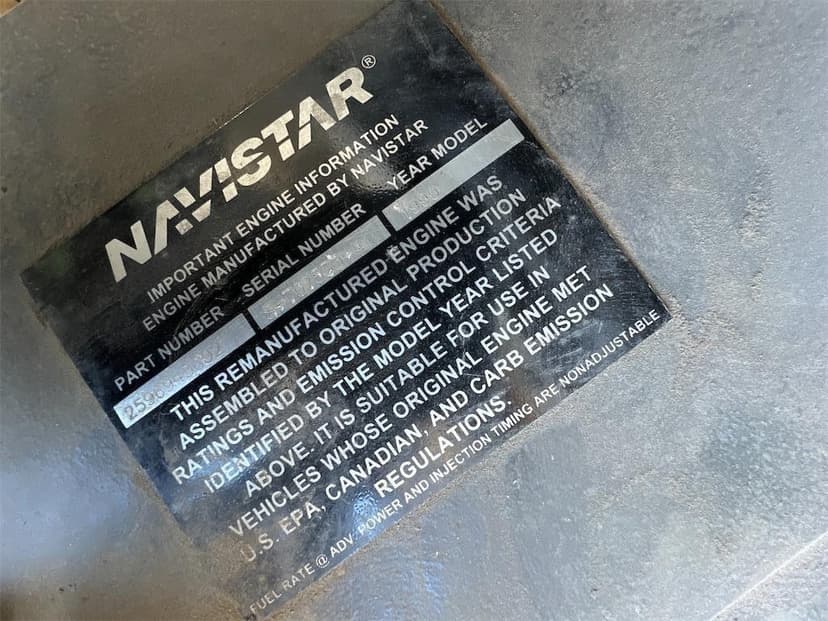 NAVISTAR®
IMPORTANT ENGINE INFORMATION
ENGINE MANUFACTURED BY NAVISTAR
PART NUMBER SERIAL NUMBER YEAR MODEL
THIS REMANUFACTURED ENGINE WAS
ASSEMBLED TO ORIGINAL PRODUCTION
RATINGS AND EMISSION CONTROL CRITERIA
IDENTIFIED BY THE MODEL YEAR LISTED
ABOVE. IT IS SUITABLE FOR USE IN
VEHICLES WHOSE ORIGINAL ENGINE MET
U.S. EPA, CANADIAN, AND CARB EMISSION
REGULATIONS.
FUEL RATE @ ADV. POWER AND INJECTION TIMING ARE NONADJUSTABLE